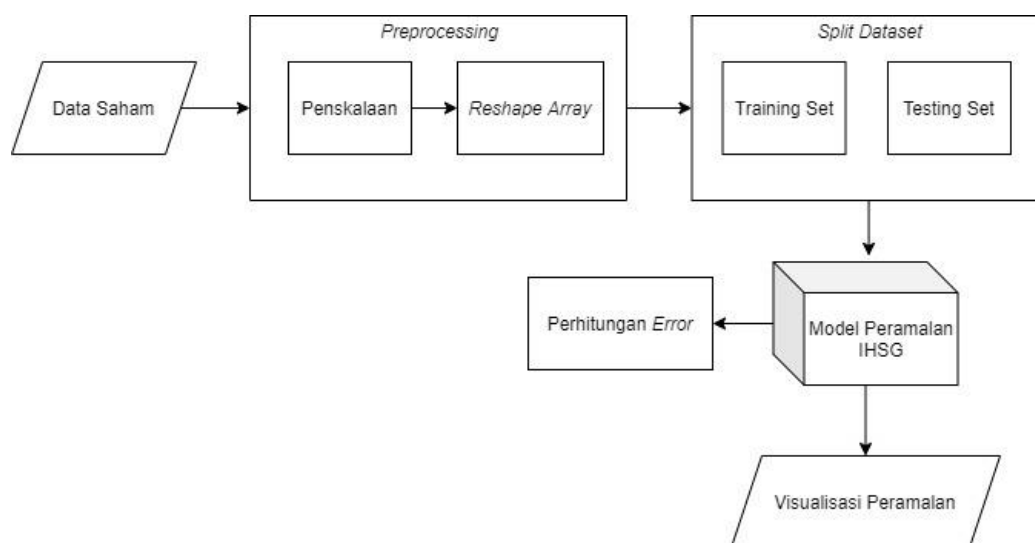 Preprocessing
Split Dataset
Data Saham
Penskalaan
Reshape Array
Training Set
Testing Set
Perhitungan Error
Model Peramalan
IHSG
Visualisasi Peramalan